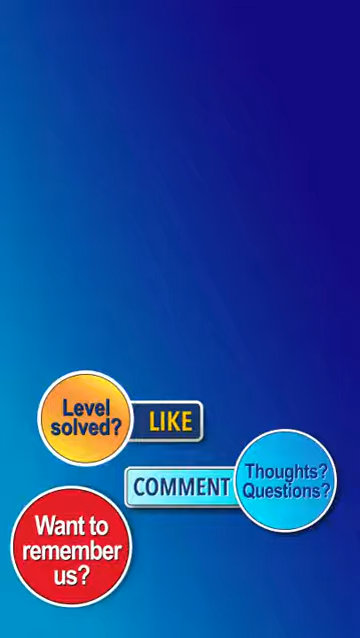 Level
solved?
LIKE
Thoughts?
Questions?
COMMENT
Want to
remember
us?